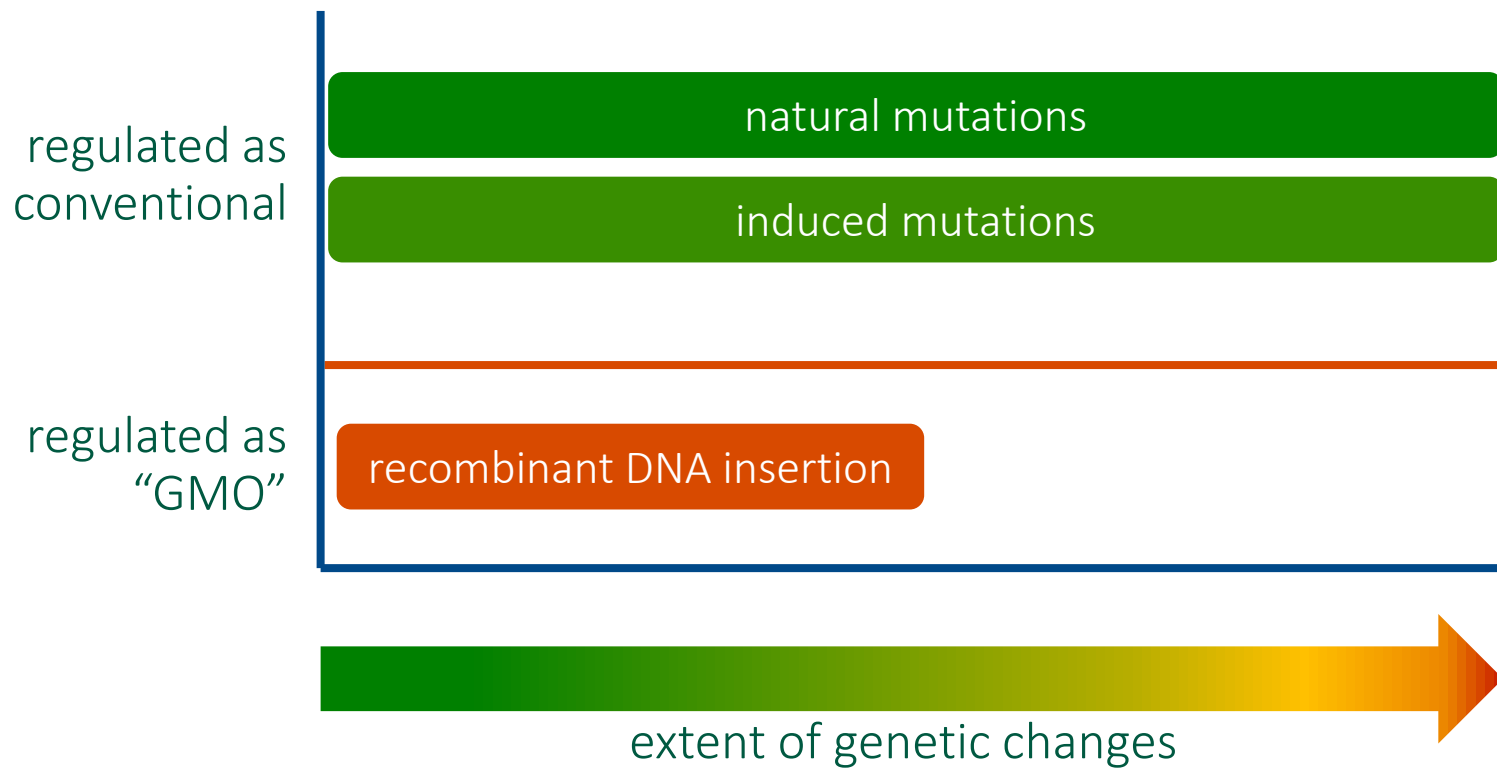 natural mutations
regulated as
conventional
induced mutations
regulated as
“GMO”
recombinant DNA insertion
extent of genetic changes